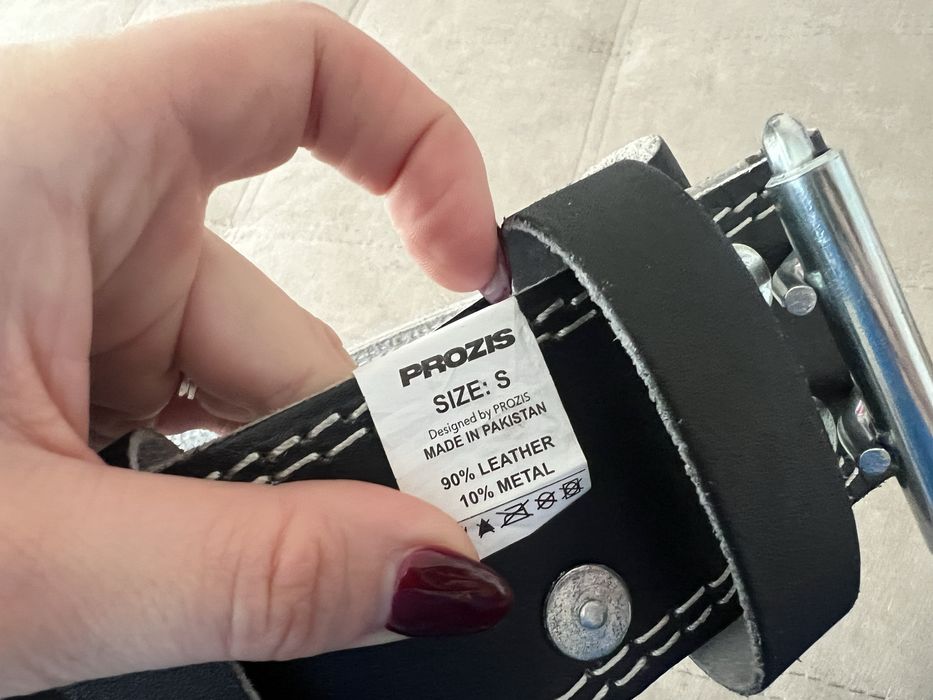 PROZIS
SIZE: S
Designed by PROZIS
MADE IN PAKISTAN
90% LEATHER
10% METAL